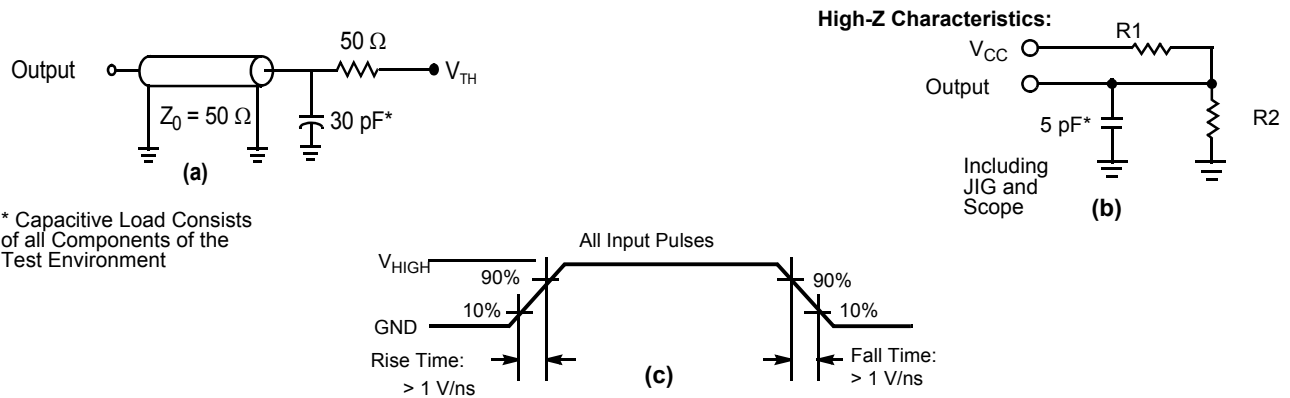 High-Z Characteristics:
50 Ω
Output
V_TH
Z_0 = 50 Ω
30 pF*
(a)
* Capacitive Load Consists
of all Components of the
Test Environment
R1
V_CC
Output
5 pF*
R2
Including
JIG and
Scope
(b)
All Input Pulses
V_HIGH
90%
90%
10%
10%
GND
Rise Time:
> 1 V/ns
(c)
Fall Time:
> 1 V/ns